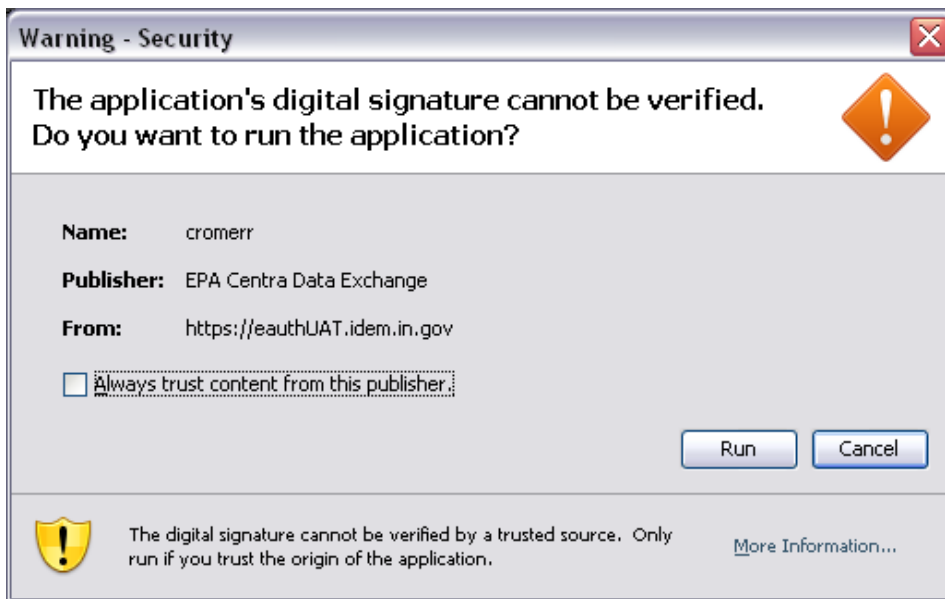 Warning - Security
The application's digital signature cannot be verified.
Do you want to run the application?
Name: cromerr
Publisher: EPA Centra Data Exchange
From: https://eauthUAT.idem.in.gov
Always trust content from this publisher.
Run Cancel
The digital signature cannot be verified by a trusted source. Only
run if you trust the origin of the application.
More Information...